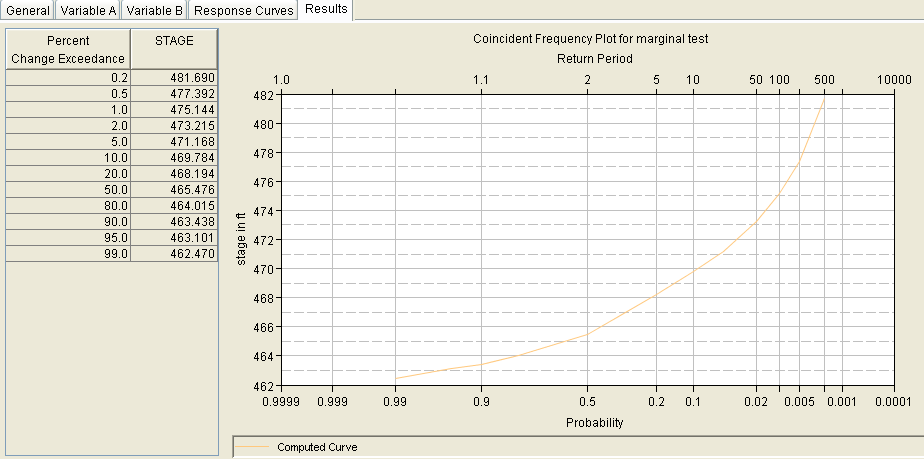 General Variable A Variable B Response Curves Results
Percent
Change Exceedance STAGE
0.2 481.690
0.5 477.392
1.0 475.144
2.0 473.215
5.0 471.168
10.0 469.784
20.0 468.194
50.0 465.476
80.0 464.015
90.0 463.438
95.0 463.101
99.0 462.470
Coincident Frequency Plot for marginal test
Return Period
1.0 1.1 2 5 10 50 100 500 10000
482
480
478
476
474
472
470
468
466
464
462
stage in ft
0.9999 0.999 0.99 0.9 0.5 0.2 0.1 0.02 0.005 0.001 0.0001
Probability
Computed Curve